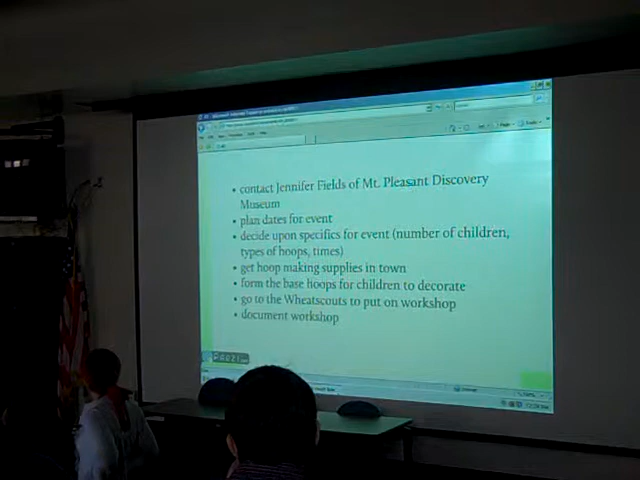 • contact Jennifer Fields of Mt. Pleasant Discovery
Museum
• plan dates for event
• decide upon specifics for event (number of children,
types of hoops, times)
• get hoop making supplies in town
• form the base hoops for children to decorate
• go to the Wheatscouts to put on workshop
• document workshop
PREZI